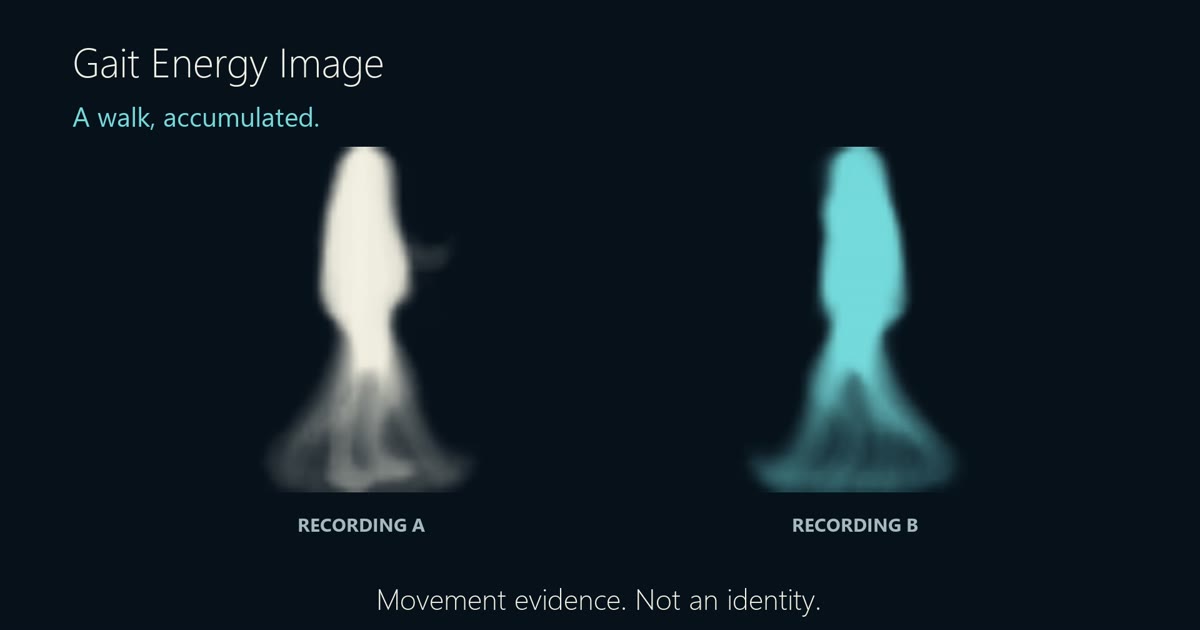 Gait Energy Image
A walk, accumulated.
RECORDING A
RECORDING B
Movement evidence. Not an identity.